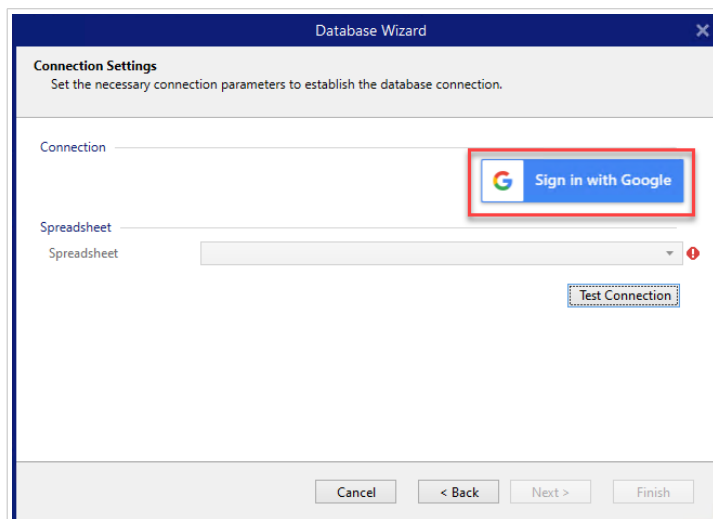 Database Wizard
Connection Settings
Set the necessary connection parameters to establish the database connection.
Connection
Sign in with Google
Spreadsheet
Spreadsheet
Test Connection
Cancel
< Back
Next >
Finish